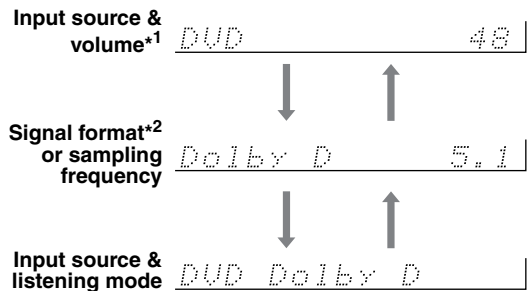 Input source &
volume*1
DVD 48
Signal format*2
or sampling
frequency
Dolby D 5.1
Input source &
listening mode
DVD Dolby D